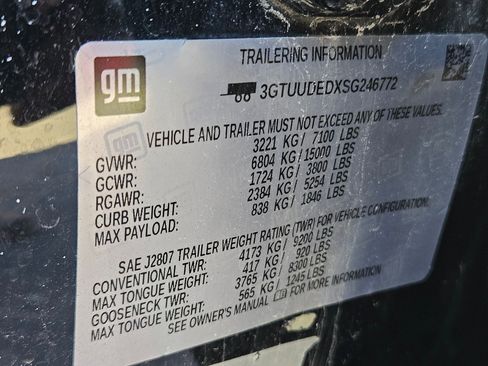 gm
TRAILERING INFORMATION
3GTUUDEDXSG246772
VEHICLE AND TRAILER MUST NOT EXCEED ANY OF THESE VALUES.
GVWR: 3221 KG / 7100 LBS
GCWR: 6804 KG / 15000 LBS
RGAWR: 1724 KG / 3800 LBS
CURB WEIGHT: 2384 KG / 5254 LBS
MAX PAYLOAD: 838 KG / 1846 LBS
SAE J2807 TRAILER WEIGHT RATING (TWR) FOR VEHICLE CONFIGURATION.
CONVENTIONAL TWR: 4173 KG / 9200 LBS
MAX TONGUE WEIGHT: 417 KG / 920 LBS
GOOSENECK TWR: 3765 KG / 8300 LBS
MAX TONGUE WEIGHT: 565 KG / 1245 LBS
SEE OWNER'S MANUAL FOR MORE INFORMATION